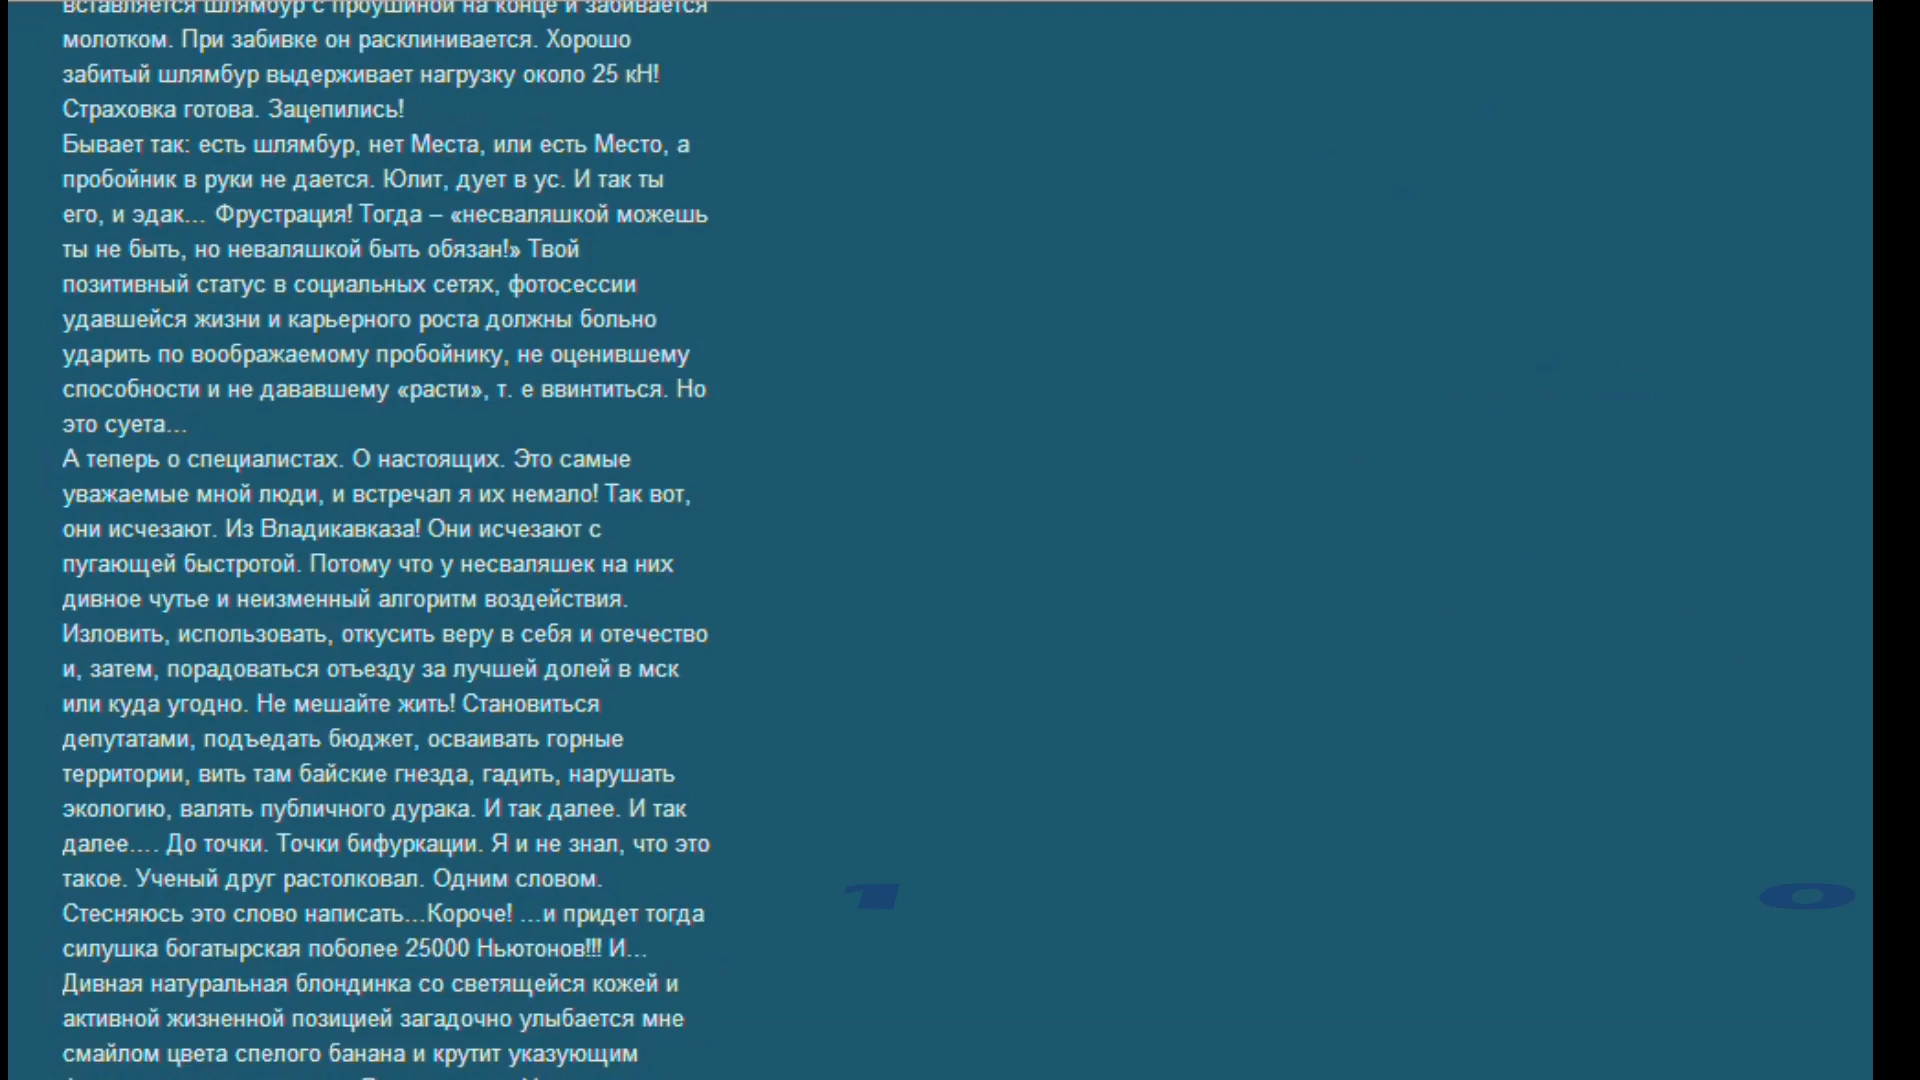 вставляется шлямбур с проушиной на конце и забивается
молотком. При забивке он расклинивается. Хорошо
забитый шлямбур выдерживает нагрузку около 25 кН!
Страховка готова. Зацепились!
Бывает так: есть шлямбур, нет Места, или есть Место, а
пробойник в руки не дается. Юлит, дует в ус. И так ты
его, и эдак... Фрустрация! Тогда – «несваляшкой можешь
ты не быть, но неваляшкой быть обязан!» Твой
позитивный статус в социальных сетях, фотосессии
удавшейся жизни и карьерного роста должны больно
ударить по воображаемому пробойнику, не оценившему
способности и не дававшему «расти», т. е ввинтиться. Но
это суета...
А теперь о специалистах. О настоящих. Это самые
уважаемые мной люди, и встречал я их немало! Так вот,
они исчезают. Из Владикавказа! Они исчезают с
пугающей быстротой. Потому что у несваляшек на них
дивное чутье и неизменный алгоритм воздействия.
Изловить, использовать, откусить веру в себя и отечество
и, затем, порадоваться отъезду за лучшей долей в мск
или куда угодно. Не мешайте жить! Становиться
депутатами, подъедать бюджет, осваивать горные
территории, вить там байские гнезда, гадить, нарушать
экологию, валять публичного дурака. И так далее. И так
далее.... До точки. Точки бифуркации. Я и не знал, что это
такое. Ученый друг растолковал. Одним словом.
Стесняюсь это слово написать...Короче! ...и придет тогда
силушка богатырская поболее 25000 Ньютонов!!! И...
Дивная натуральная блондинка со светящейся кожей и
активной жизненной позицией загадочно улыбается мне
смайлом цвета спелого банана и крутит указующим
1 0